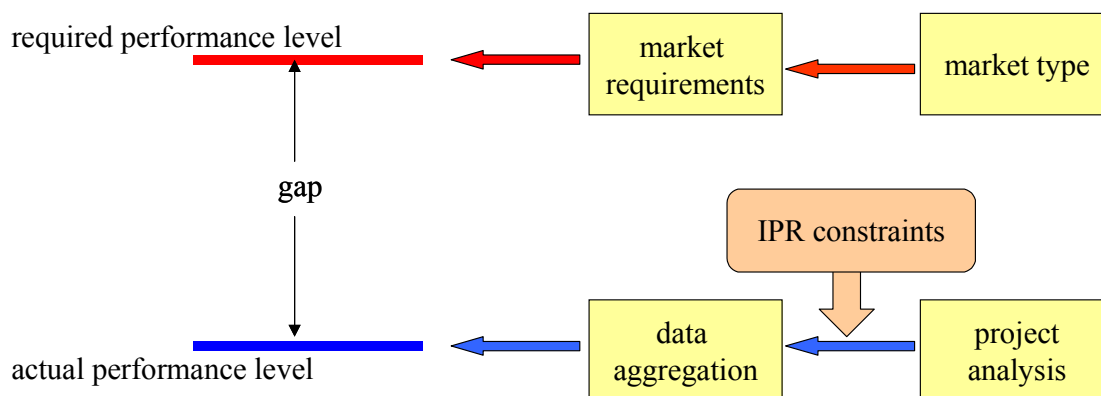 required performance level
market
requirements
market type
gap
IPR constraints
data
aggregation
project
analysis
actual performance level